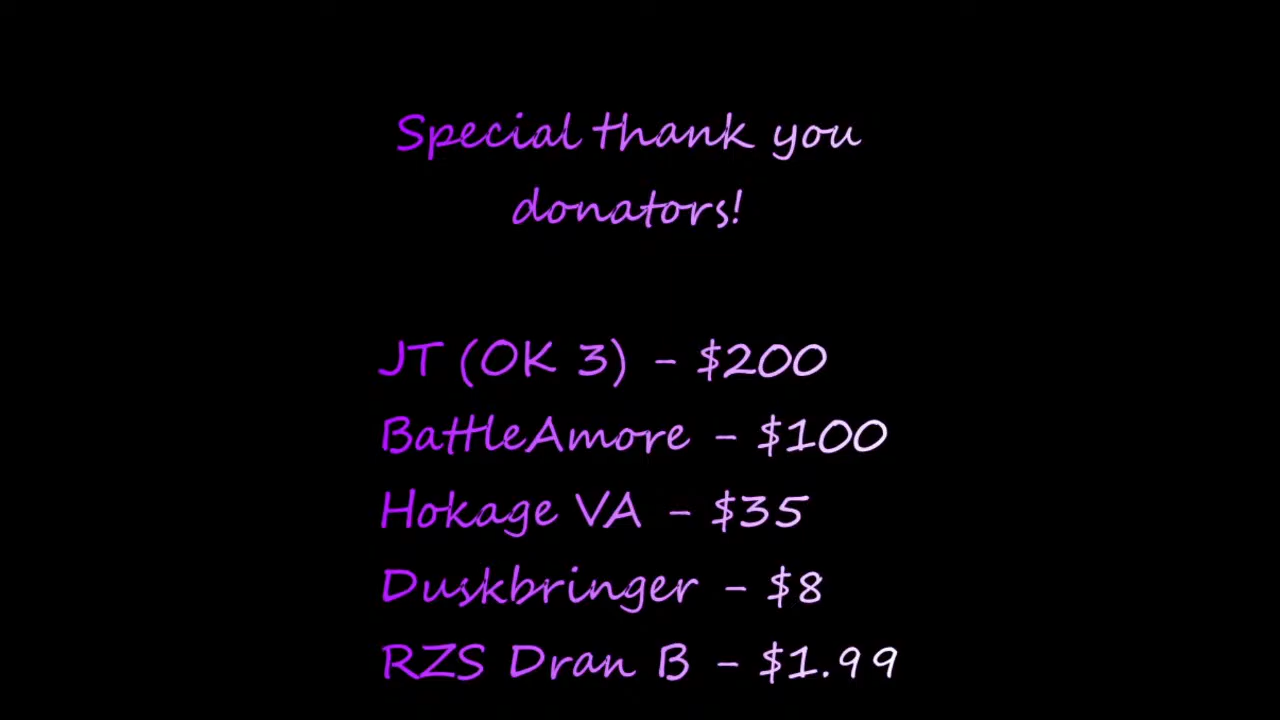 Special thank you
donators!
JT (OK 3) - $200
BattleAmore - $100
Hokage VA - $35
Duskbringer - $8
RZS Dran B - $1.99